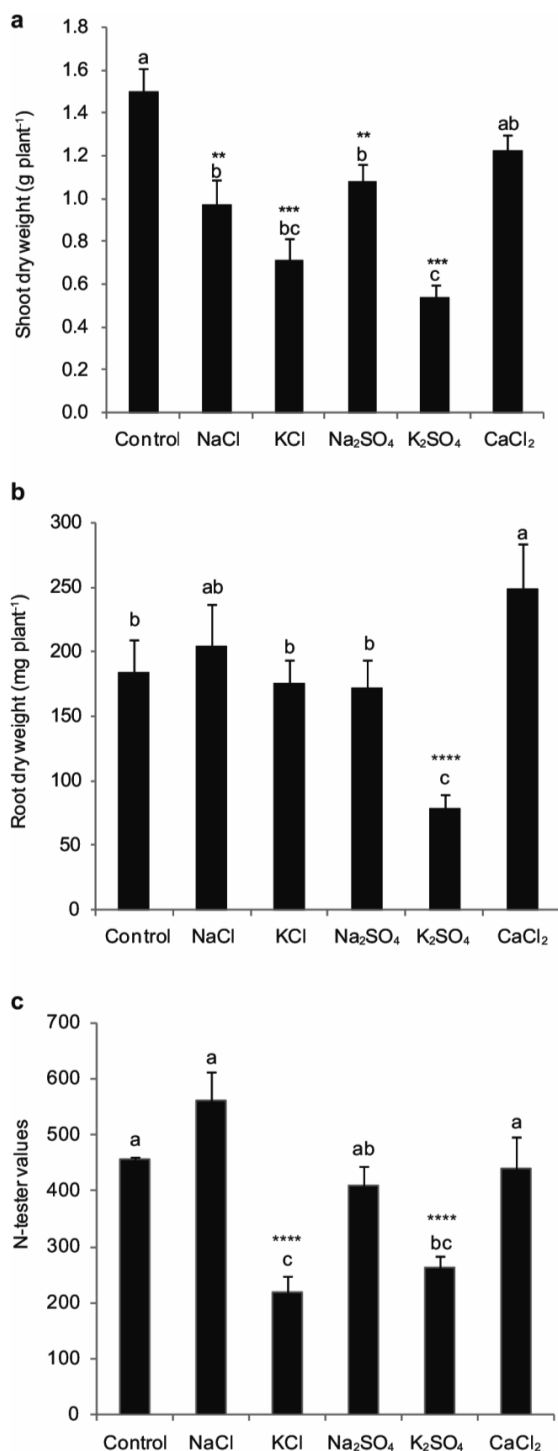 a
Shoot dry weight (g plant⁻¹)
1.8
1.6
1.4
1.2
1.0
0.8
0.6
0.4
0.2
0.0
a
**
b
***
bc
**
b
***
c
ab
Control NaCl KCl Na₂SO₄ K₂SO₄ CaCl₂
b
Root dry weight (mg plant⁻¹)
300
250
200
150
100
50
0
b
ab
b
b
****
c
a
Control NaCl KCl Na₂SO₄ K₂SO₄ CaCl₂
c
N-tester values
700
600
500
400
300
200
100
0
a
a
****
c
ab
****
bc
a
Control NaCl KCl Na₂SO₄ K₂SO₄ CaCl₂